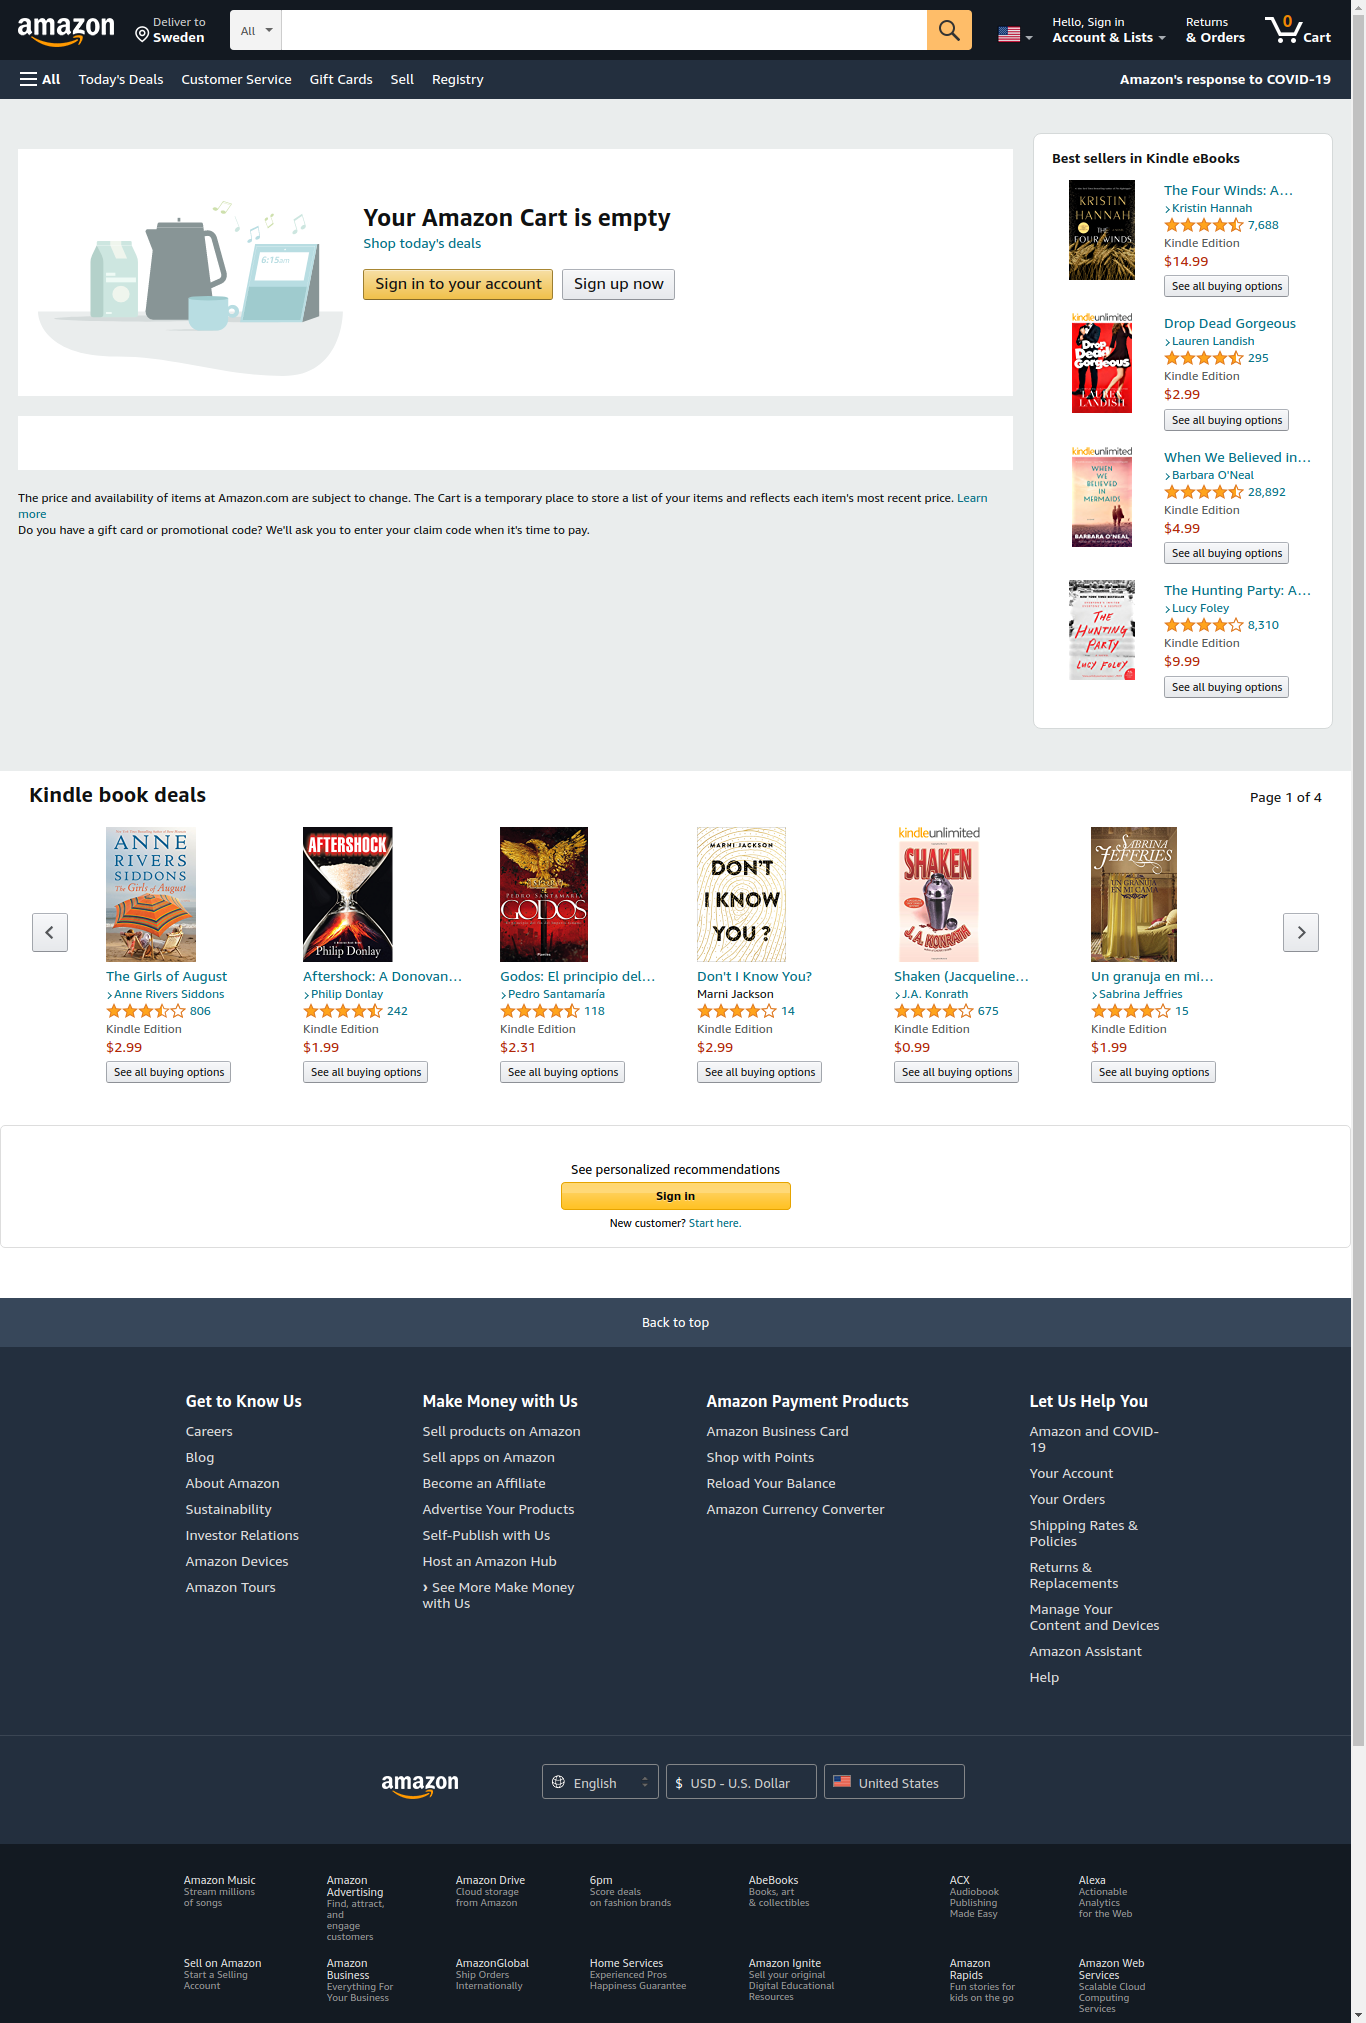 amazon
Deliver to
Sweden
All
Hello, Sign in
Account & Lists
Returns
& Orders
0
Cart
All
Today's Deals
Customer Service
Gift Cards
Sell
Registry
Amazon's response to COVID-19
6:15am
Your Amazon Cart is empty
Shop today's deals
Sign in to your account
Sign up now
The price and availability of items at Amazon.com are subject to change. The Cart is a temporary place to store a list of your items and reflects each item's most recent price. Learn
more
Do you have a gift card or promotional code? We'll ask you to enter your claim code when it's time to pay.
Best sellers in Kindle eBooks
KRISTIN
HANNAH
THE
FOUR WINDS
The Four Winds: A…
Kristin Hannah
7,688
Kindle Edition
$14.99
See all buying options
kindleunlimited
Drop
Dead
Gorgeous
LAUREN
LANDISH
Drop Dead Gorgeous
Lauren Landish
295
Kindle Edition
$2.99
See all buying options
kindleunlimited
WHEN
WE
BELIEVED
IN
MERMAIDS
BARBARA O'NEAL
When We Believed in…
Barbara O'Neal
28,892
Kindle Edition
$4.99
See all buying options
THE
HUNTING
PARTY
LUCY FOLEY
The Hunting Party: A…
Lucy Foley
8,310
Kindle Edition
$9.99
See all buying options
Kindle book deals
Page 1 of 4
ANNE
RIVERS
SIDDONS
The Girls of August
The Girls of August
Anne Rivers Siddons
806
Kindle Edition
$2.99
See all buying options
AFTERSHOCK
Philip Donlay
Aftershock: A Donovan…
Philip Donlay
242
Kindle Edition
$1.99
See all buying options
PEDRO SANTAMARÍA
GODOS
Godos: El principio del…
Pedro Santamaría
118
Kindle Edition
$2.31
See all buying options
MARNI JACKSON
DON'T
I KNOW
YOU?
Don't I Know You?
Marni Jackson
14
Kindle Edition
$2.99
See all buying options
kindleunlimited
SHAKEN
J.A. KONRATH
Shaken (Jacqueline…
J.A. Konrath
675
Kindle Edition
$0.99
See all buying options
SABRINA
JEFFRIES
UN GRANUJA
EN MI CAMA
Un granuja en mi…
Sabrina Jeffries
15
Kindle Edition
$1.99
See all buying options
See personalized recommendations
Sign in
New customer? Start here.
Back to top
Get to Know Us
Careers
Blog
About Amazon
Sustainability
Investor Relations
Amazon Devices
Amazon Tours
Make Money with Us
Sell products on Amazon
Sell apps on Amazon
Become an Affiliate
Advertise Your Products
Self-Publish with Us
Host an Amazon Hub
› See More Make Money
with Us
Amazon Payment Products
Amazon Business Card
Shop with Points
Reload Your Balance
Amazon Currency Converter
Let Us Help You
Amazon and COVID-
19
Your Account
Your Orders
Shipping Rates &
Policies
Returns &
Replacements
Manage Your
Content and Devices
Amazon Assistant
Help
amazon
English
$ USD - U.S. Dollar
United States
Amazon Music
Stream millions
of songs
Amazon
Advertising
Find, attract,
and
engage
customers
Amazon Drive
Cloud storage
from Amazon
6pm
Score deals
on fashion brands
AbeBooks
Books, art
& collectibles
ACX
Audiobook
Publishing
Made Easy
Alexa
Actionable
Analytics
for the Web
Sell on Amazon
Start a Selling
Account
Amazon
Business
Everything For
Your Business
AmazonGlobal
Ship Orders
Internationally
Home Services
Experienced Pros
Happiness Guarantee
Amazon Ignite
Sell your original
Digital Educational
Resources
Amazon
Rapids
Fun stories for
kids on the go
Amazon Web
Services
Scalable Cloud
Computing
Services